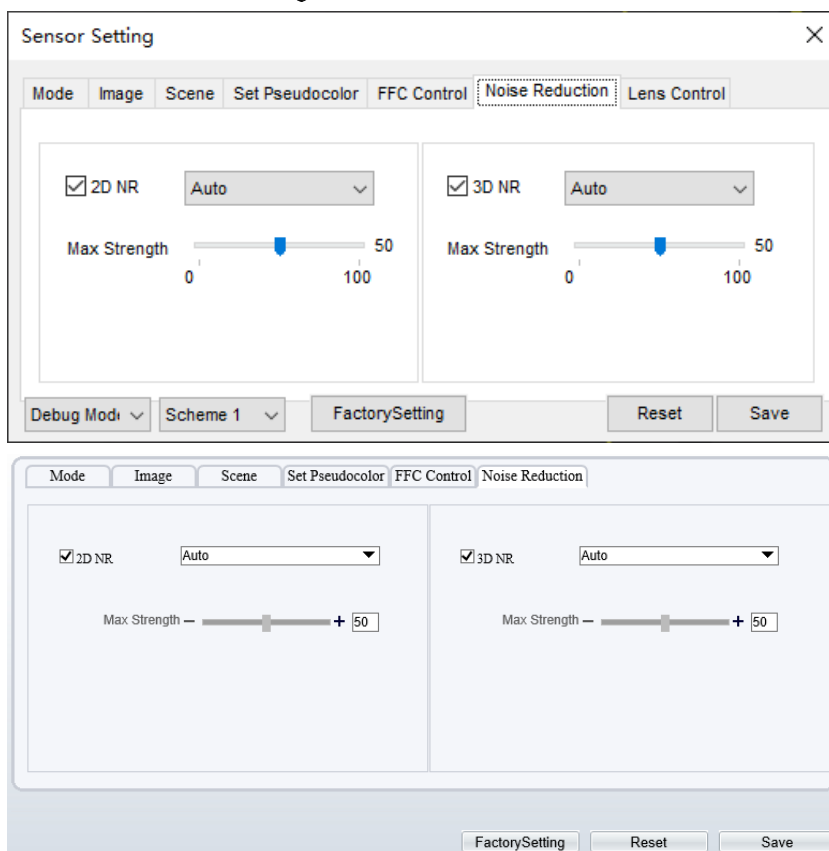 Sensor Setting
Mode Image Scene Set Pseudocolor FFC Control Noise Reduction Lens Control
2D NR Auto 3D NR Auto
Max Strength 50 Max Strength 50
0 100 0 100
Debug Mode Scheme 1 FactorySetting Reset Save
Mode Image Scene Set Pseudocolor FFC Control Noise Reduction
2D NR Auto 3D NR Auto
Max Strength 50 Max Strength 50
FactorySetting Reset Save